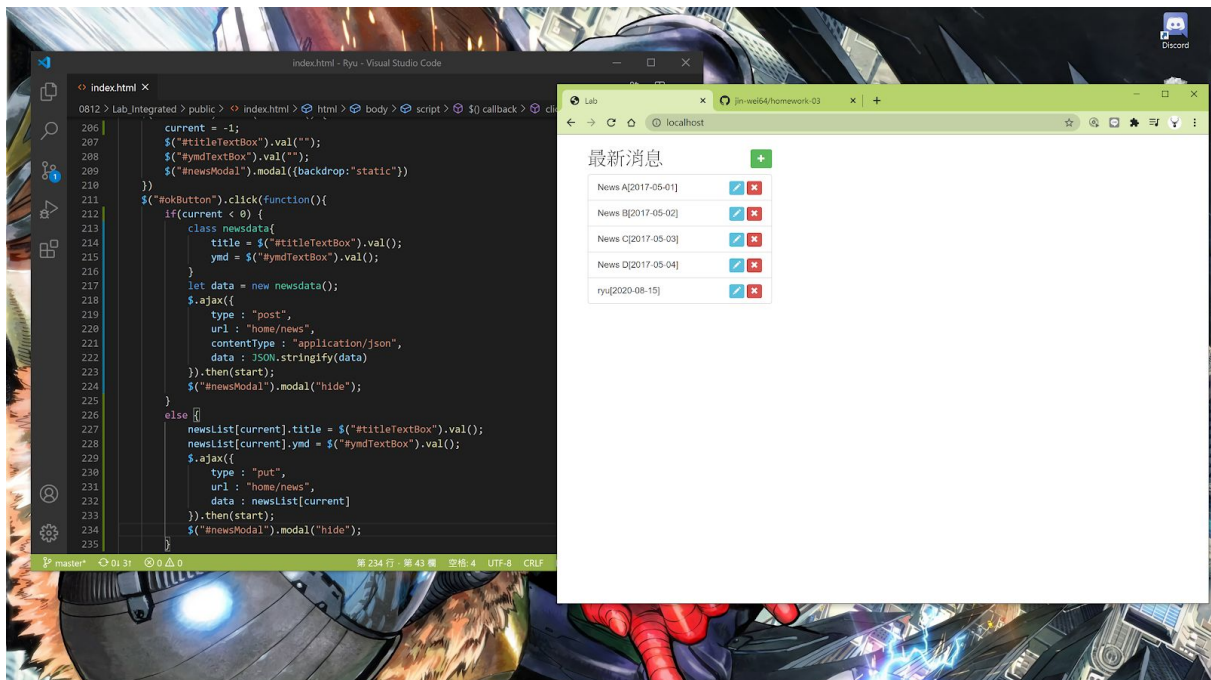 Discord
index.html - Ryu - Visual Studio Code
index.html
0812 > Lab_Integrated > public > index.html > html > body > script > $() callback >
206 current = -1;
207 $("#titleTextBox").val("");
208 $("#ymdTextBox").val("");
209 $("#newsModal").modal({backdrop:"static"})
210 })
211 $("#okButton").click(function(){
212 if(current < 0) {
213 class newsdata{
214 title = $("#titleTextBox").val();
215 ymd = $("#ymdTextBox").val();
216 }
217 let data = new newsdata();
218 $.ajax({
219 type : "post",
220 url : "home/news",
221 contentType : "application/json",
222 data : JSON.stringify(data)
223 }).then(start);
224 $("#newsModal").modal("hide");
225 }
226 else {
227 newsList[current].title = $("#titleTextBox").val();
228 newsList[current].ymd = $("#ymdTextBox").val();
229 $.ajax({
230 type : "put",
231 url : "home/news",
232 data : newsList[current]
233 }).then(start);
234 $("#newsModal").modal("hide");
235 }
1
master* 0↓ 3↑ 0 0 第 234 行，第 43 欄 空格: 4 UTF-8 CRLF
Lab jin-wei64/homework-03
localhost
最新消息
News A[2017-05-01]
News B[2017-05-02]
News C[2017-05-03]
News D[2017-05-04]
ryu[2020-08-15]